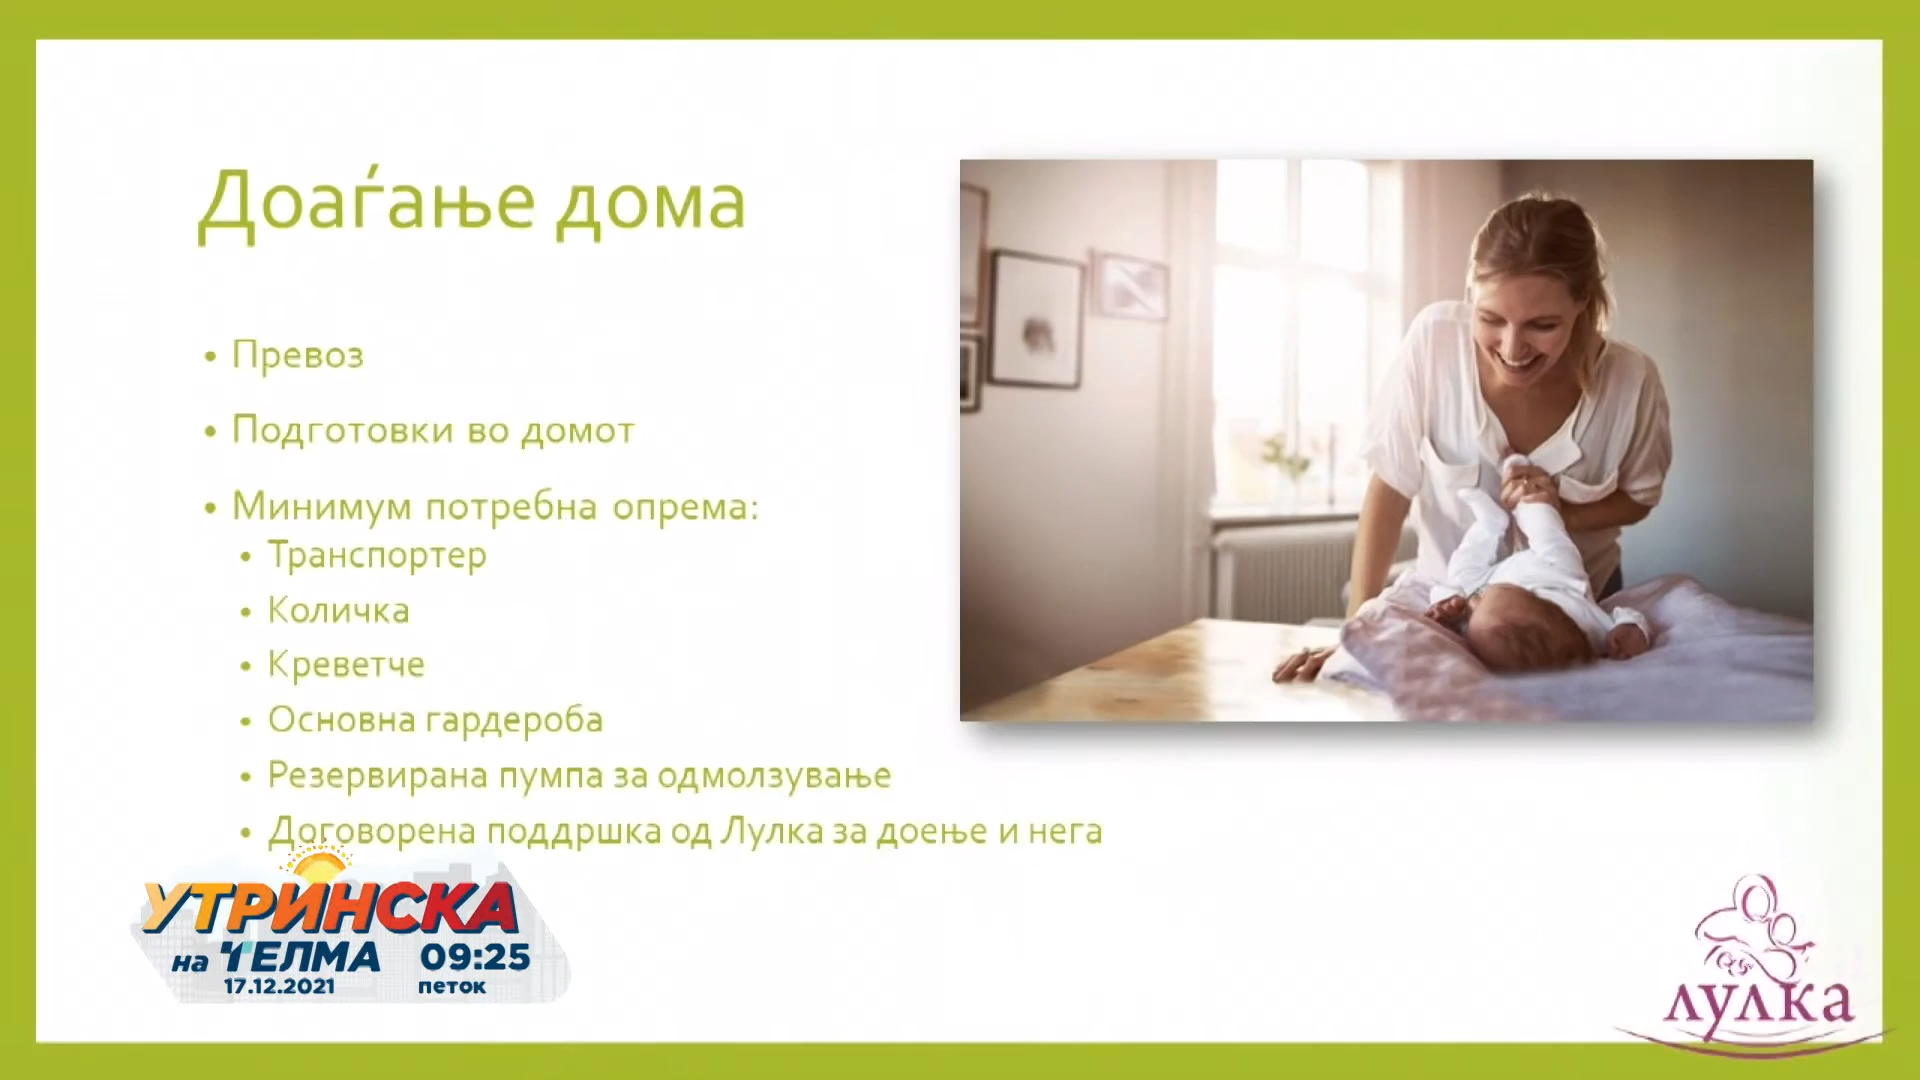 Доаѓање дома
• Превоз
• Подготовки во домот
• Минимум потребна опрема:
• Транспортер
• Количка
• Креветче
• Основна гардероба
• Резервирана пумпа за одмолзување
• Договорена поддршка од Лулка за доење и нега
УТРИНСКА
на ТЕЛМА 09:25
17.12.2021 петок
лулка